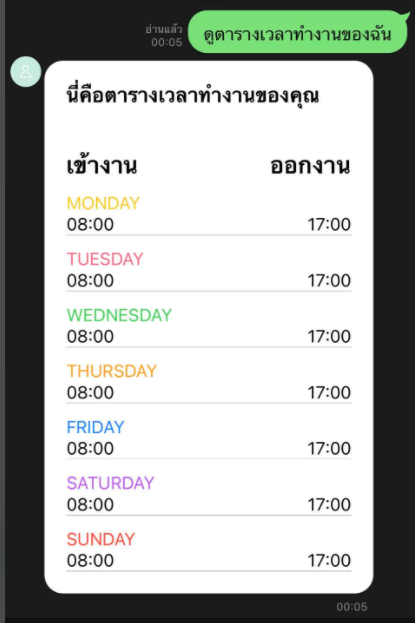 ดูตารางเวลาทำงานของฉัน
อ่านแล้ว
00:05
นี่คือตารางเวลาทำงานของคุณ
เข้างาน ออกงาน
MONDAY
08:00 17:00
TUESDAY
08:00 17:00
WEDNESDAY
08:00 17:00
THURSDAY
08:00 17:00
FRIDAY
08:00 17:00
SATURDAY
08:00 17:00
SUNDAY
08:00 17:00
00:05